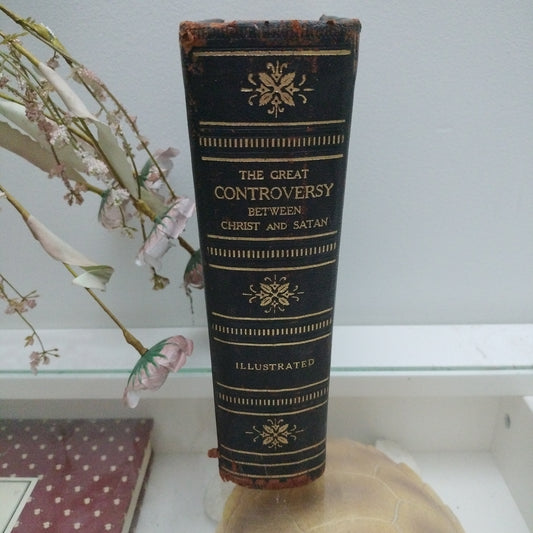 THE GREAT
CONTROVERSY
BETWEEN
CHRIST AND SATAN
ILLUSTRATED